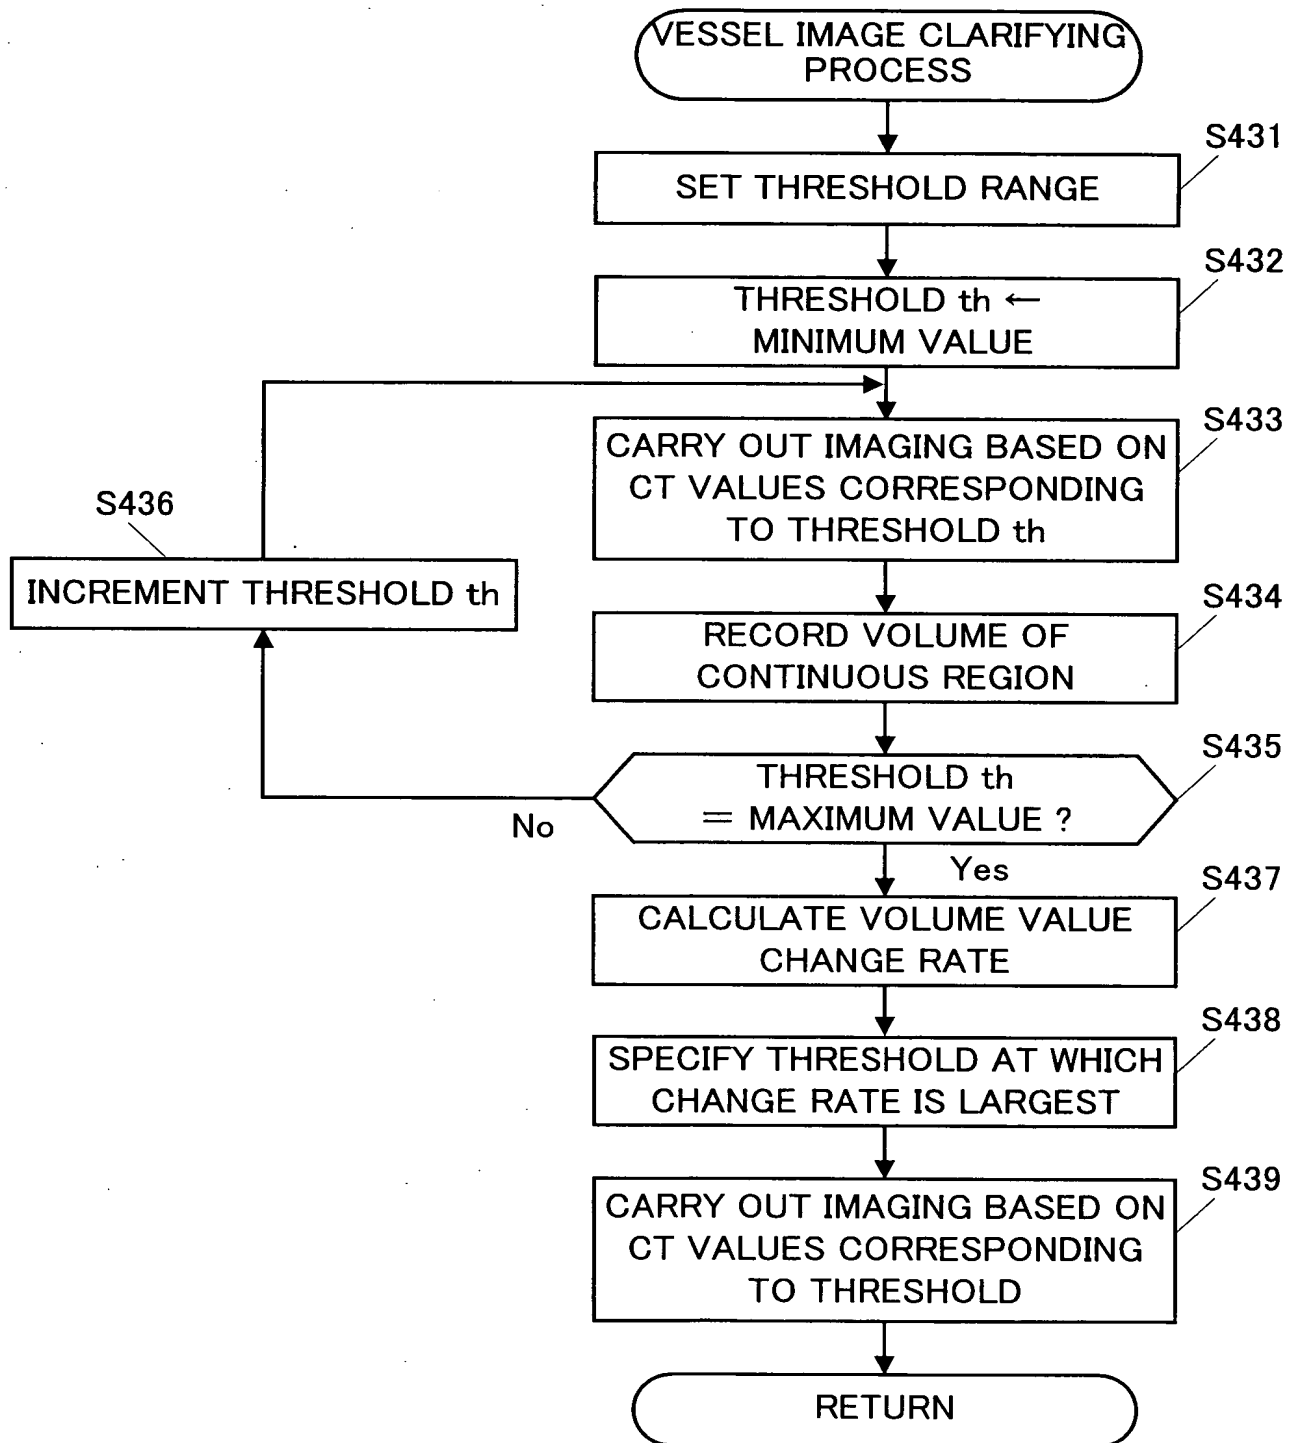 VESSEL IMAGE CLARIFYING
PROCESS
S431
SET THRESHOLD RANGE
S432
THRESHOLD th ←
MINIMUM VALUE
S433
CARRY OUT IMAGING BASED ON
CT VALUES CORRESPONDING
TO THRESHOLD th
S436
INCREMENT THRESHOLD th
S434
RECORD VOLUME OF
CONTINUOUS REGION
S435
THRESHOLD th
= MAXIMUM VALUE ?
No
Yes
S437
CALCULATE VOLUME VALUE
CHANGE RATE
S438
SPECIFY THRESHOLD AT WHICH
CHANGE RATE IS LARGEST
S439
CARRY OUT IMAGING BASED ON
CT VALUES CORRESPONDING
TO THRESHOLD
RETURN